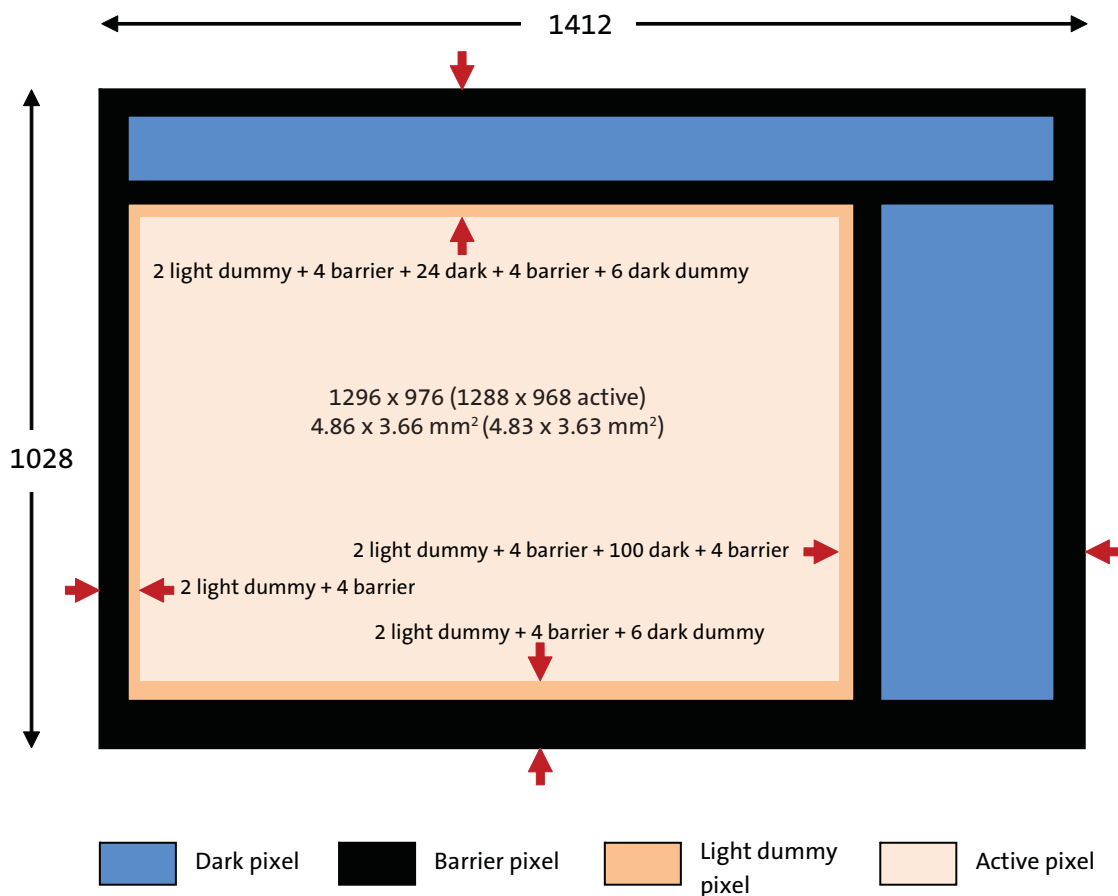 1412
2 light dummy + 4 barrier + 24 dark + 4 barrier + 6 dark dummy
1296 x 976 (1288 x 968 active)
4.86 x 3.66 mm² (4.83 x 3.63 mm²)
1028
2 light dummy + 4 barrier + 100 dark + 4 barrier
2 light dummy + 4 barrier
2 light dummy + 4 barrier + 6 dark dummy
Dark pixel
Barrier pixel
Light dummy
pixel
Active pixel